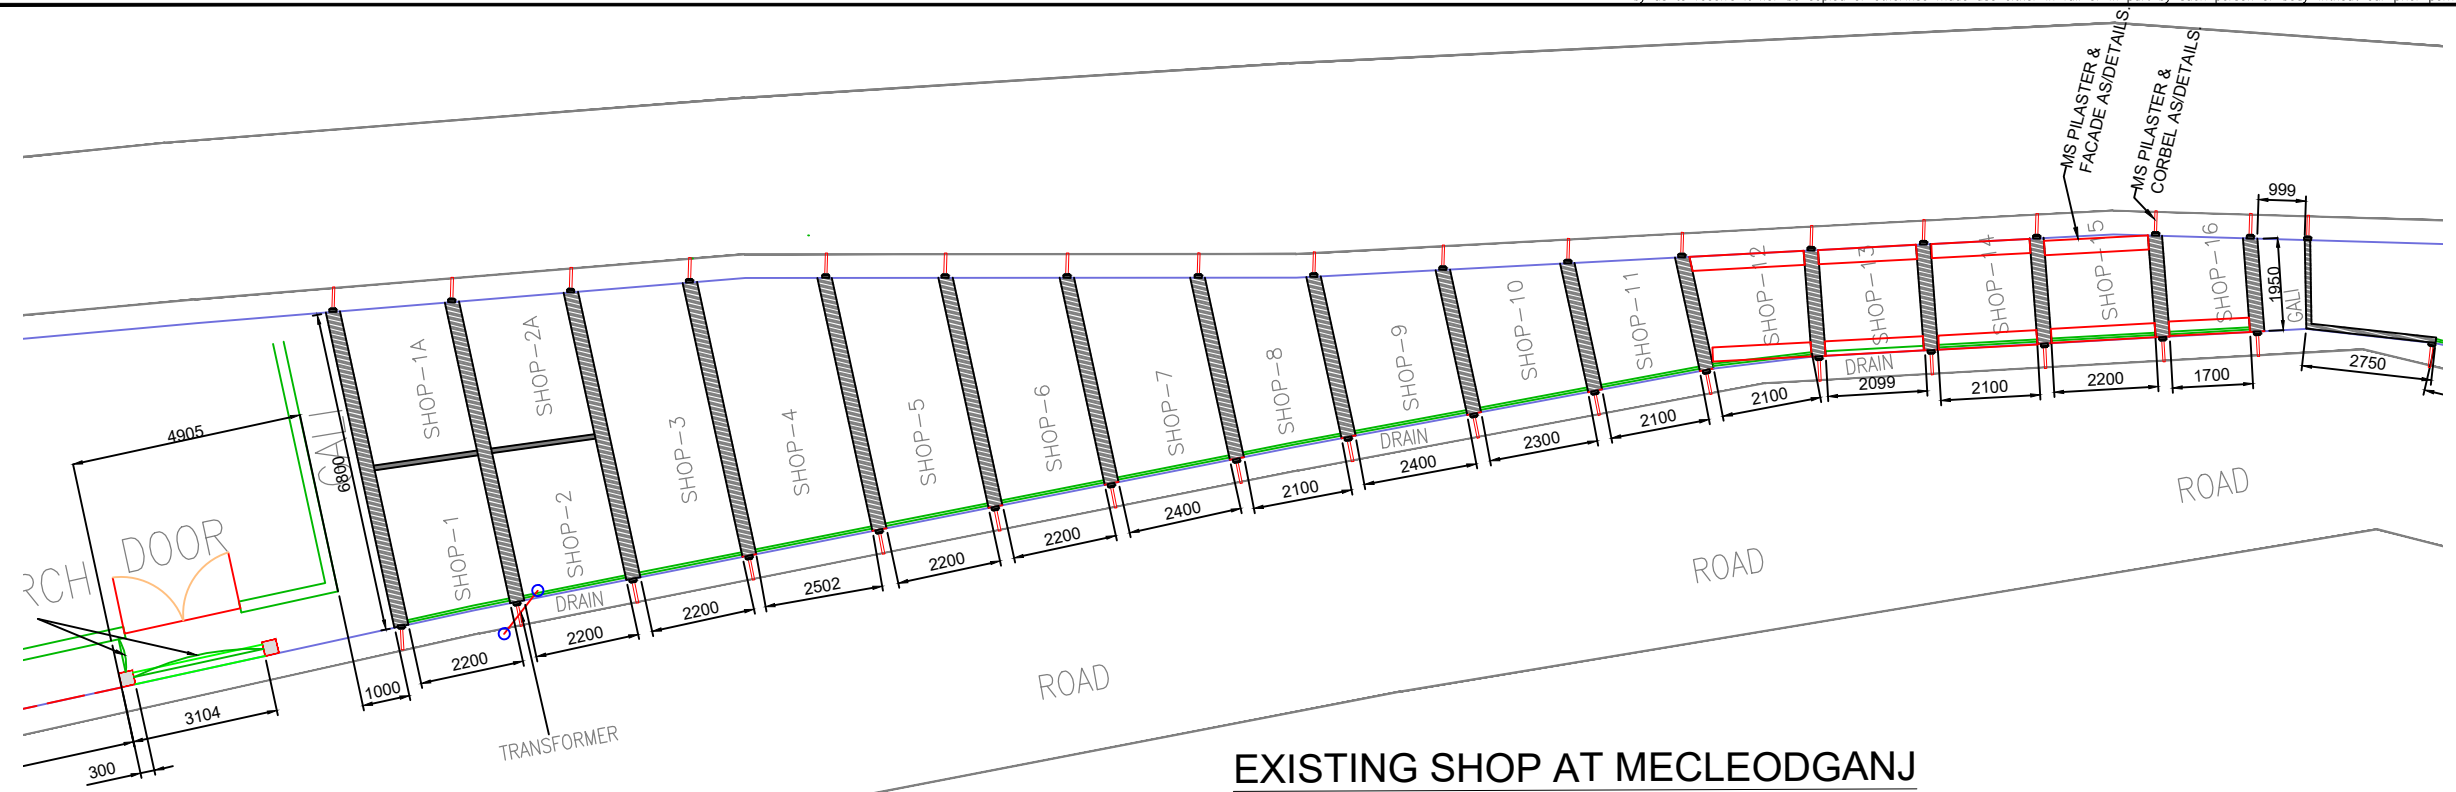 MS PILASTER &
FACADE AS/DETAILS.
MS PILASTER &
CORBEL AS/DETAILS.
999
1950
GALI
2750
SHOP-1A
SHOP-2A
SHOP-1
SHOP-2
SHOP-3
SHOP-4
SHOP-5
SHOP-6
SHOP-7
SHOP-8
SHOP-9
SHOP-10
SHOP-11
SHOP-12
SHOP-13
SHOP-14
SHOP-15
SHOP-16
4905
6800
GALI
DOOR
RCH
DRAIN
DRAIN
DRAIN
3104
300
1000
2200
2200
2200
2502
2200
2200
2400
2100
2400
2300
2100
2100
2099
2100
2200
1700
TRANSFORMER
ROAD
ROAD
ROAD
EXISTING SHOP AT MECLEODGANJ